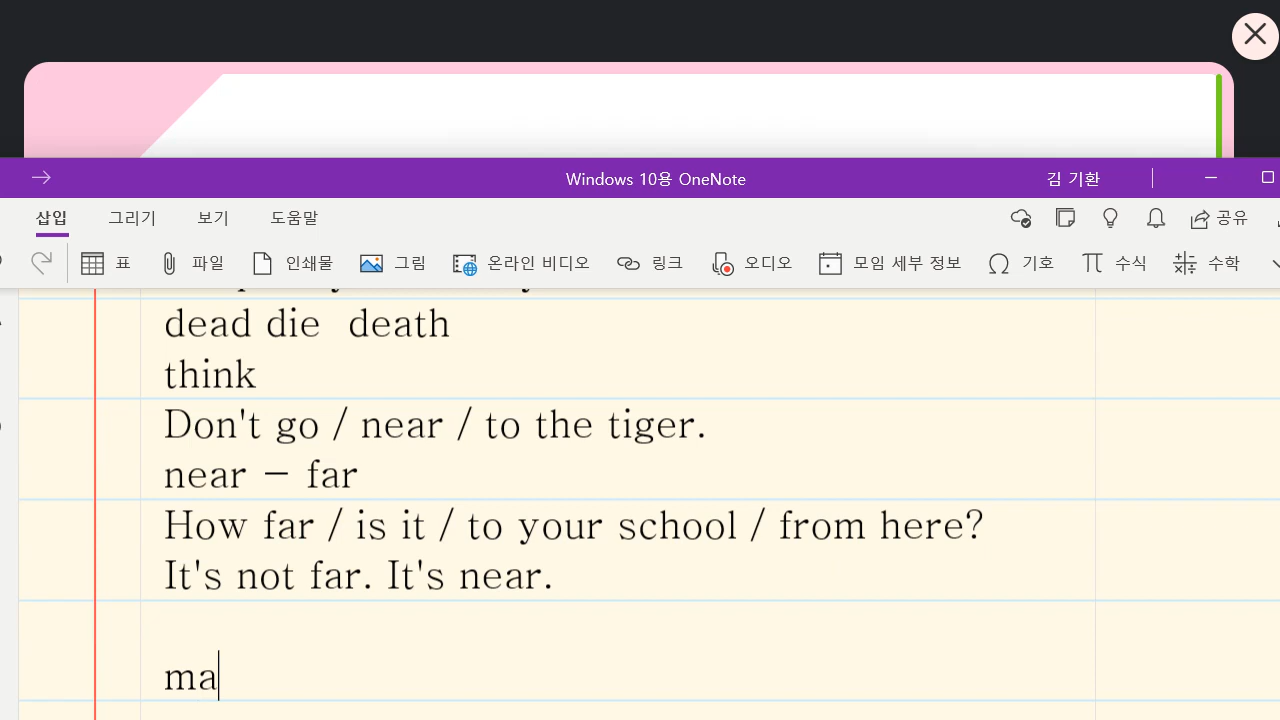 Windows 10용 OneNote 김 기환
삽입 그리기 보기 도움말 공유
표 파일 인쇄물 그림 온라인 비디오 링크 오디오 모임 세부 정보 기호 수식 수학
dead die death
think
Don't go / near / to the tiger.
near - far
How far / is it / to your school / from here?
It's not far. It's near.
ma